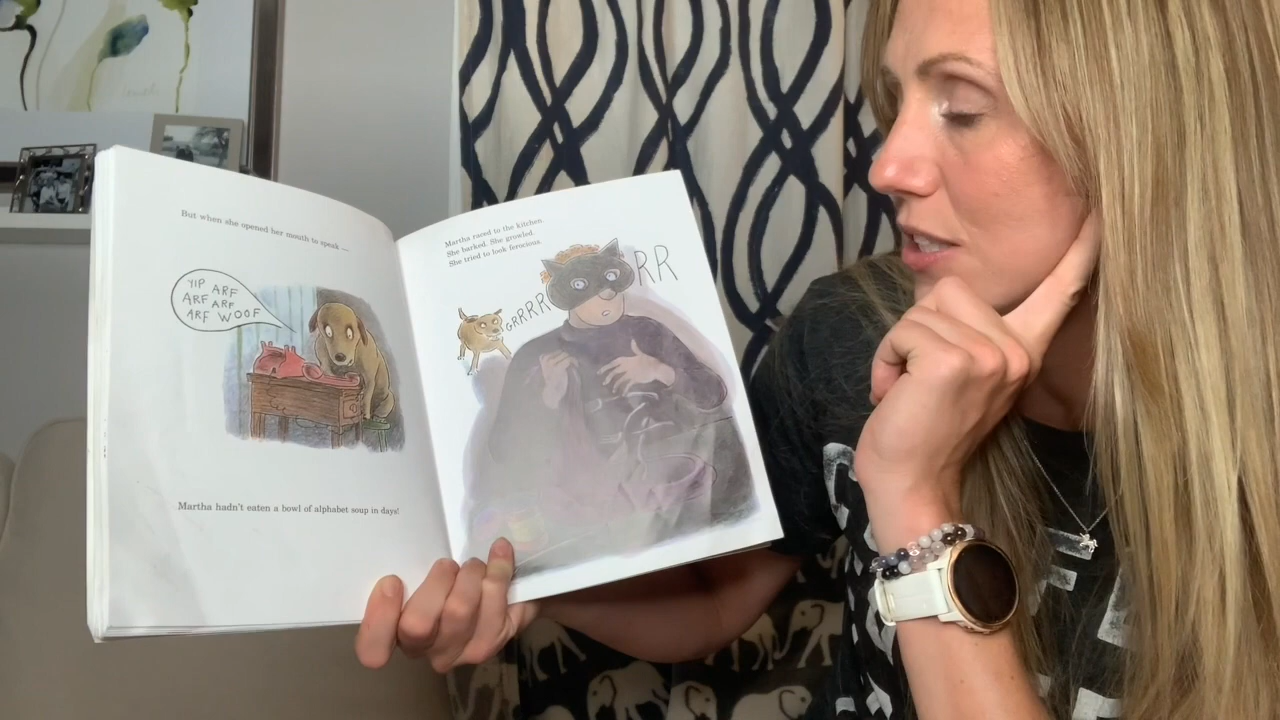 But when she opened her mouth to speak —
YIP ARF
ARF ARF
ARF WOOF
Martha hadn't eaten a bowl of alphabet soup in days!
Martha raced to the kitchen.
She barked. She growled.
She tried to look ferocious.
GRRRR
RR